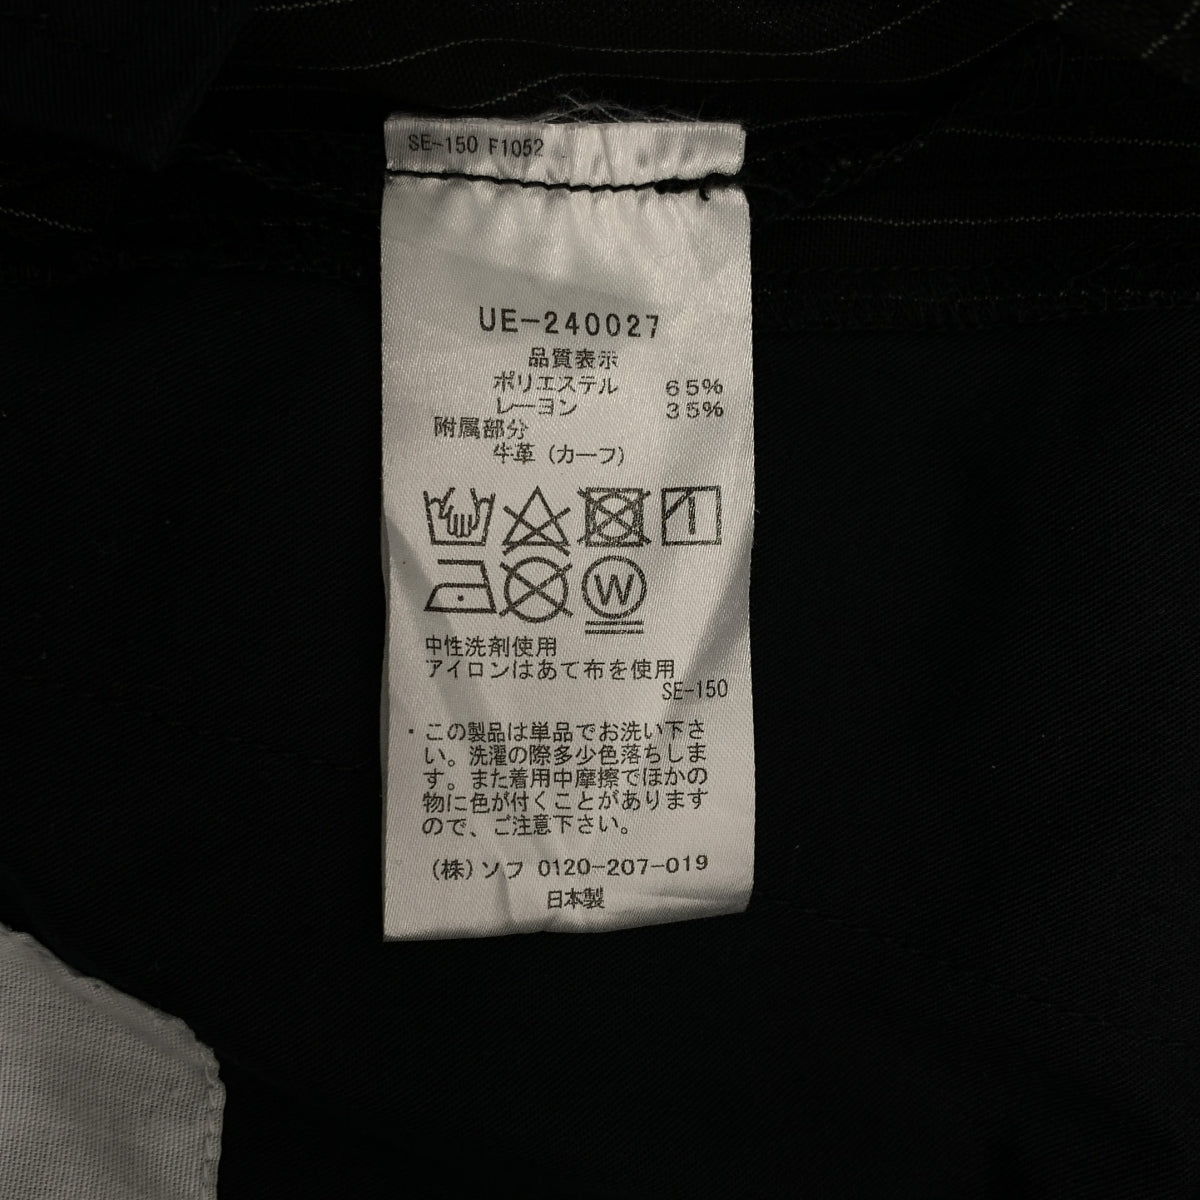 SE-150 F1052
UE-240027
品質表示
ポリエステル 65%
レーヨン 35%
附属部分
牛革(カーフ)
W
中性洗剤使用
アイロンはあて布を使用
SE-150
・この製品は単品でお洗い下さ
い。洗濯の際多少色落ちしま
す。また着用中摩擦でほかの
物に色が付くことがあります
ので、ご注意下さい。
(株)ソフ 0120-207-019
日本製